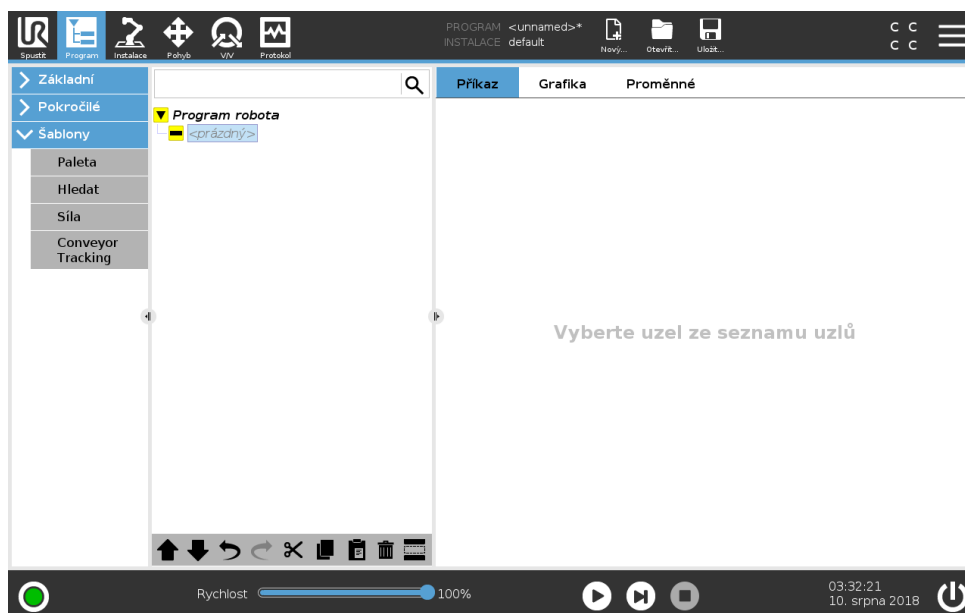 UR
PROGRAM <unnamed>*
INSTALACE default
C C
C C
Spustit Program Instalace Pohyb V/V Protokol
Nový... Otevřít... Uložit...
Základní
Pokročilé
Šablony
Paleta
Hledat
Síla
Conveyor
Tracking
Program robota
<prázdný>
Příkaz Grafika Proměnné
Vyberte uzel ze seznamu uzlů
Rychlost 100%
03:32:21
10. srpna 2018